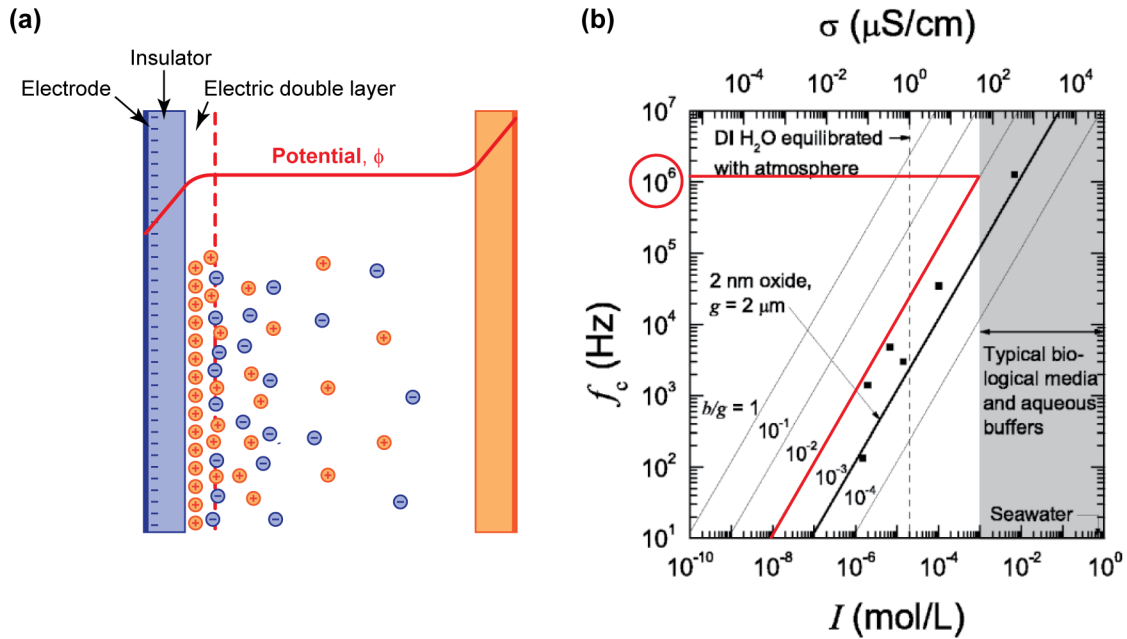 (a)
Insulator
Electrode
Electric double layer
Potential, ϕ
(b)
σ (μS/cm)
10⁻⁴ 10⁻² 10⁰ 10² 10⁴
10⁷
10⁶
10⁵
10⁴
10³
10²
10¹
f_c (Hz)
DI H₂O equilibrated
with atmosphere
2 nm oxide,
g = 2 μm
Typical bio-
logical media
and aqueous
buffers
b/g = 1
10⁻¹
10⁻²
10⁻³
10⁻⁴
Seawater
10⁻¹⁰ 10⁻⁸ 10⁻⁶ 10⁻⁴ 10⁻² 10⁰
I (mol/L)